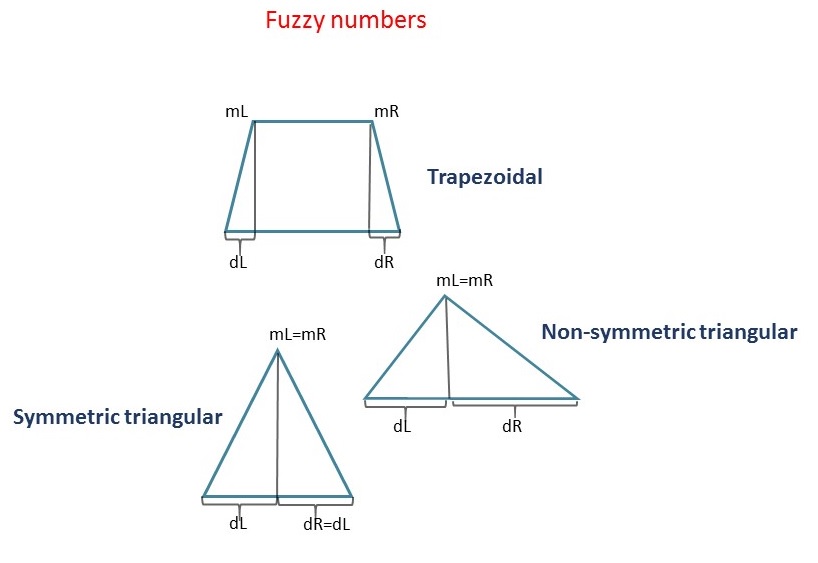 Fuzzy numbers
mL
mR
Trapezoidal
dL
dR
mL=mR
Non-symmetric triangular
mL=mR
Symmetric triangular
dL
dR
dL
dR=dL